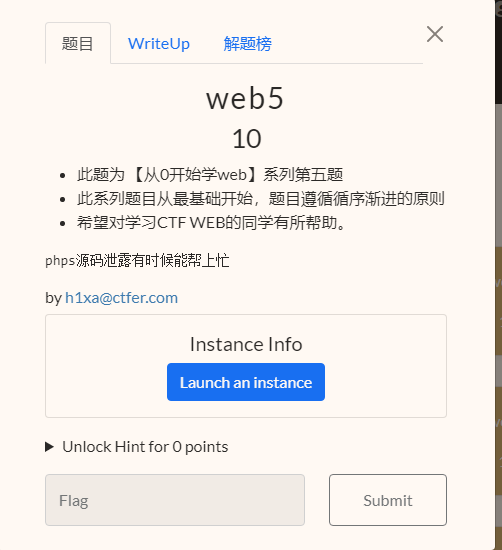 题目 WriteUp 解题榜
web5
10
此题为 【从0开始学web】系列第五题
此系列题目从最基础开始，题目遵循循序渐进的原则
希望对学习CTF WEB的同学有所帮助。
phps源码泄露有时候能帮上忙
by h1xa@ctfer.com
Instance Info
Launch an instance
Unlock Hint for 0 points
Flag Submit